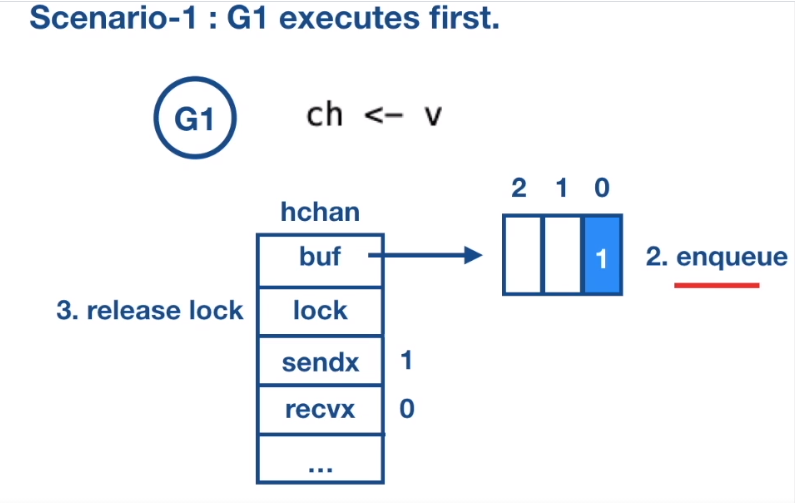 Scenario-1 : G1 executes first.
G1
ch <- v
2 1 0
hchan
buf
1
2. enqueue
3. release lock
lock
sendx 1
recvx 0
...